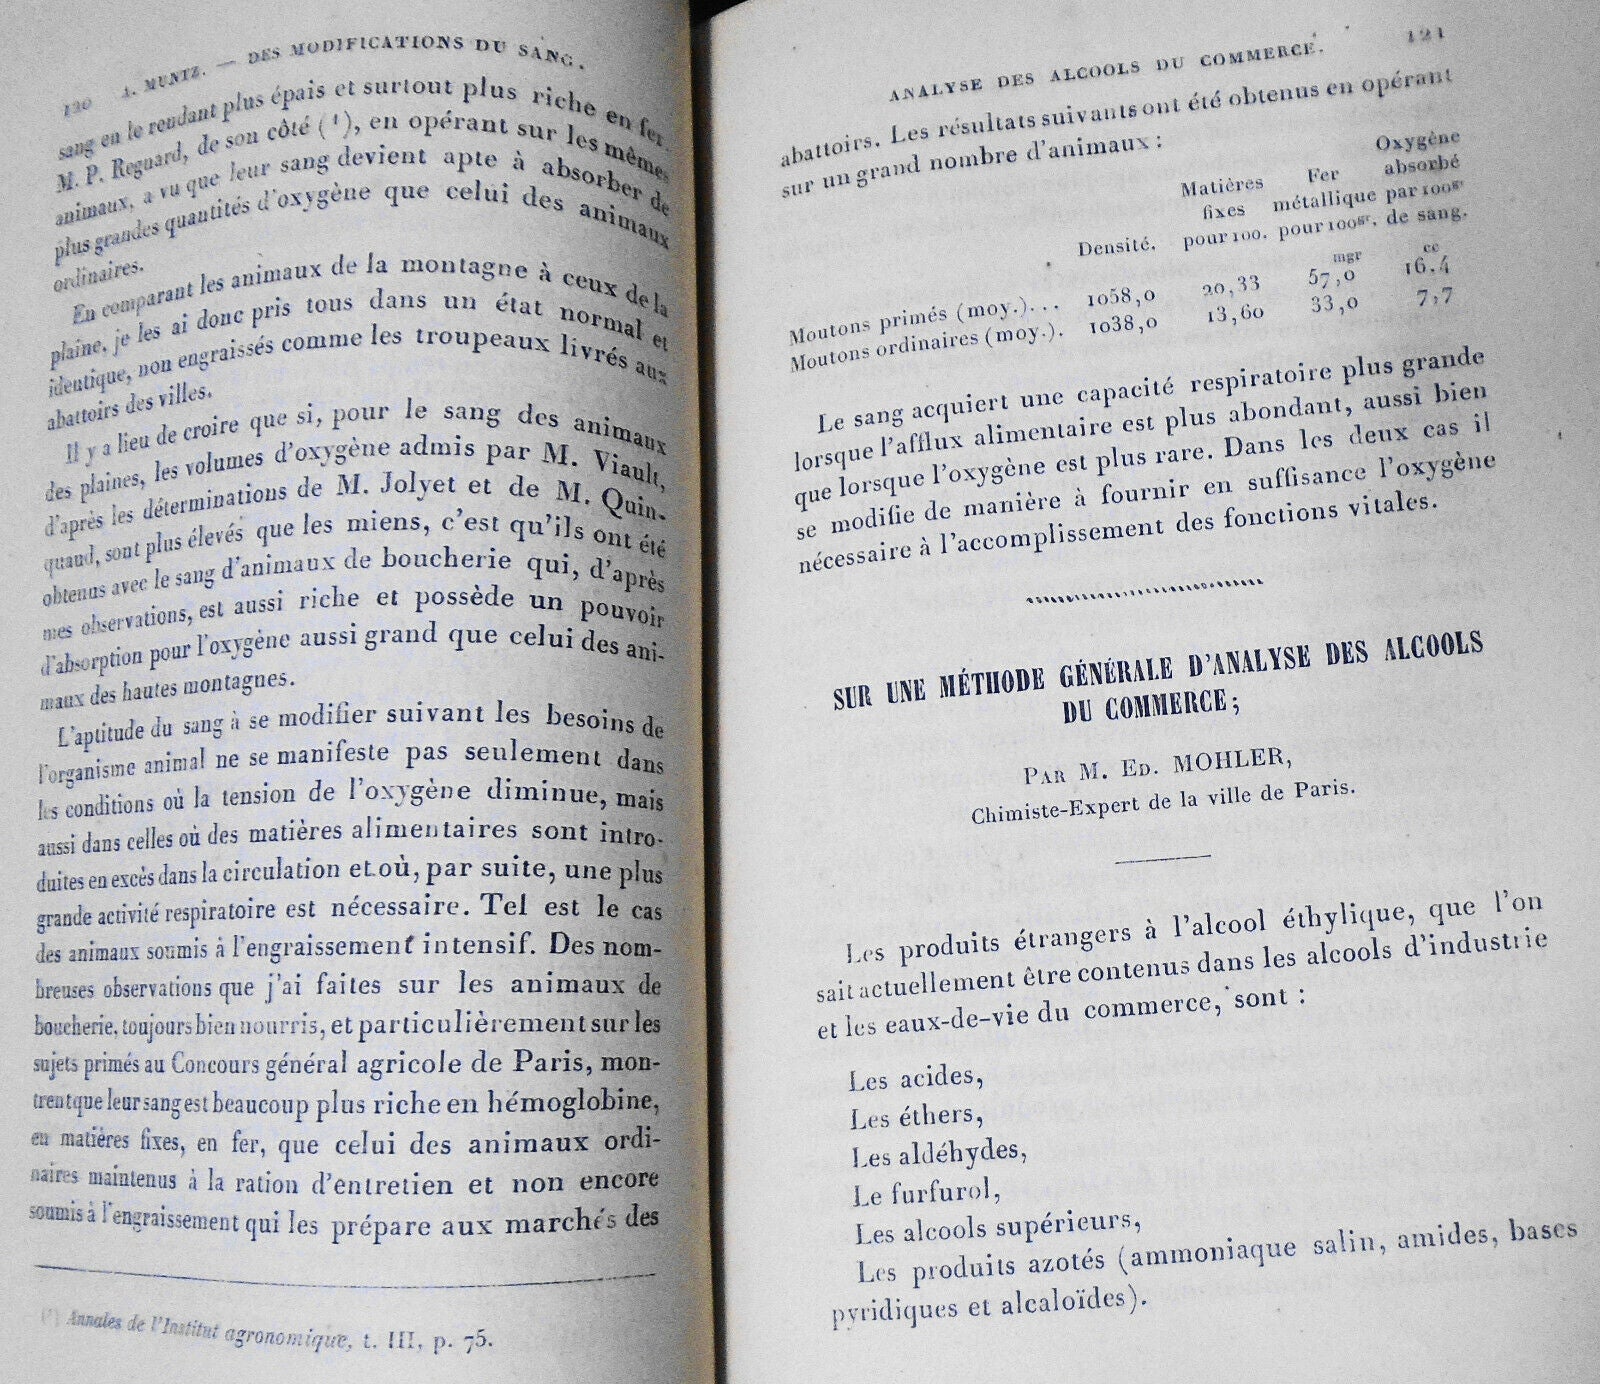 120 A. MUNTZ. — DES MODIFICATIONS DU SANG.
sang en le rendant plus épais et surtout plus riche en fer.
M. P. Regnard, de son côté (¹), en opérant sur les mêmes
animaux, a vu que leur sang devient apte à absorber de
plus grandes quantités d'oxygène que celui des animaux
ordinaires.
En comparant les animaux de la montagne à ceux de la
plaine, je les ai donc pris tous dans un état normal et
identique, non engraissés comme les troupeaux livrés aux
abattoirs des villes.
Il y a lieu de croire que si, pour le sang des animaux
des plaines, les volumes d'oxygène admis par M. Viault,
d'après les déterminations de M. Jolyet et de M. Quin-
quaud, sont plus élevés que les miens, c'est qu'ils ont été
obtenus avec le sang d'animaux de boucherie qui, d'après
mes observations, est aussi riche et possède un pouvoir
d'absorption pour l'oxygène aussi grand que celui des ani-
maux des hautes montagnes.
L'aptitude du sang à se modifier suivant les besoins de
l'organisme animal ne se manifeste pas seulement dans
les conditions où la tension de l'oxygène diminue, mais
aussi dans celles où des matières alimentaires sont intro-
duites en excès dans la circulation et où, par suite, une plus
grande activité respiratoire est nécessaire. Tel est le cas
des animaux soumis à l'engraissement intensif. Des nom-
breuses observations que j'ai faites sur les animaux de
boucherie, toujours bien nourris, et particulièrement sur les
sujets primés au Concours général agricole de Paris, mon-
trent que leur sang est beaucoup plus riche en hémoglobine,
en matières fixes, en fer, que celui des animaux ordi-
naires maintenus à la ration d'entretien et non encore
soumis à l'engraissement qui les prépare aux marchés des
(¹) Annales de l'Institut agronomique, t. III, p. 75.
ANALYSE DES ALCOOLS DU COMMERCE. 121
abattoirs. Les résultats suivants ont été obtenus en opérant
sur un grand nombre d'animaux :
Oxygène
Matières Fer absorbé
fixes métallique par 100gr
Densité. pour 100. pour 100gr. de sang.
mgr cc
Moutons primés (moy.)... 1058,0 20,33 57,0 16,4
Moutons ordinaires (moy.). 1038,0 13,60 33,0 7,7
Le sang acquiert une capacité respiratoire plus grande
lorsque l'afflux alimentaire est plus abondant, aussi bien
que lorsque l'oxygène est plus rare. Dans les deux cas il
se modifie de manière à fournir en suffisance l'oxygène
nécessaire à l'accomplissement des fonctions vitales.
SUR UNE MÉTHODE GÉNÉRALE D'ANALYSE DES ALCOOLS
DU COMMERCE;
PAR M. ED. MOHLER,
Chimiste-Expert de la ville de Paris.
Les produits étrangers à l'alcool éthylique, que l'on
sait actuellement être contenus dans les alcools d'industrie
et les eaux-de-vie du commerce, sont :
Les acides,
Les éthers,
Les aldéhydes,
Le furfurol,
Les alcools supérieurs,
Les produits azotés (ammoniaque salin, amides, bases
pyridiques et alcaloïdes).